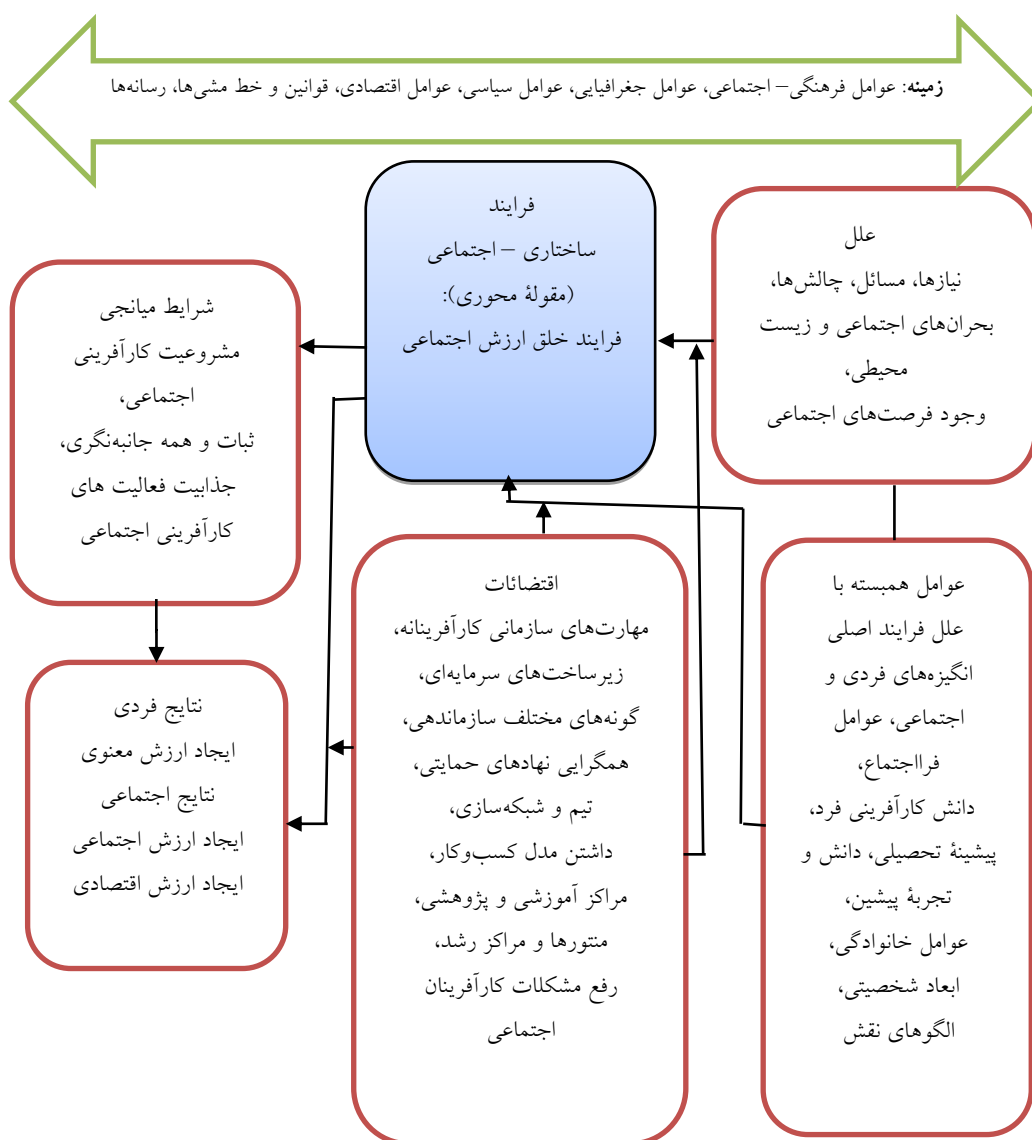 زمینه: عوامل فرهنگی– اجتماعی، عوامل جغرافیایی، عوامل سیاسی، عوامل اقتصادی، قوانین و خط مشی‌ها، رسانه‌ها
علل
نیازها، مسائل، چالش‌ها،
بحران‌های اجتماعی و زیست
محیطی،
وجود فرصت‌های اجتماعی
فرایند
ساختاری – اجتماعی
(مقولۀ محوری):
فرایند خلق ارزش اجتماعی
شرایط میانجی
مشروعیت کارآفرینی
اجتماعی،
ثبات و همه جانبه‌نگری،
جذابیت فعالیت های
کارآفرینی اجتماعی
عوامل همبسته با
علل فرایند اصلی
انگیزه‌های فردی و
اجتماعی، عوامل
فرااجتماع،
دانش کارآفرینی فرد،
پیشینۀ تحصیلی، دانش و
تجربۀ پیشین،
عوامل خانوادگی،
ابعاد شخصیتی،
الگوهای نقش
اقتضائات
مهارت‌های سازمانی کارآفرینانه،
زیرساخت‌های سرمایه‌ای،
گونه‌های مختلف سازماندهی،
همگرایی نهادهای حمایتی،
تیم و شبکه‌سازی،
داشتن مدل کسب‌وکار،
مراکز آموزشی و پژوهشی،
منتورها و مراکز رشد،
رفع مشکلات کارآفرینان
اجتماعی
نتایج فردی
ایجاد ارزش معنوی
نتایج اجتماعی
ایجاد ارزش اجتماعی
ایجاد ارزش اقتصادی